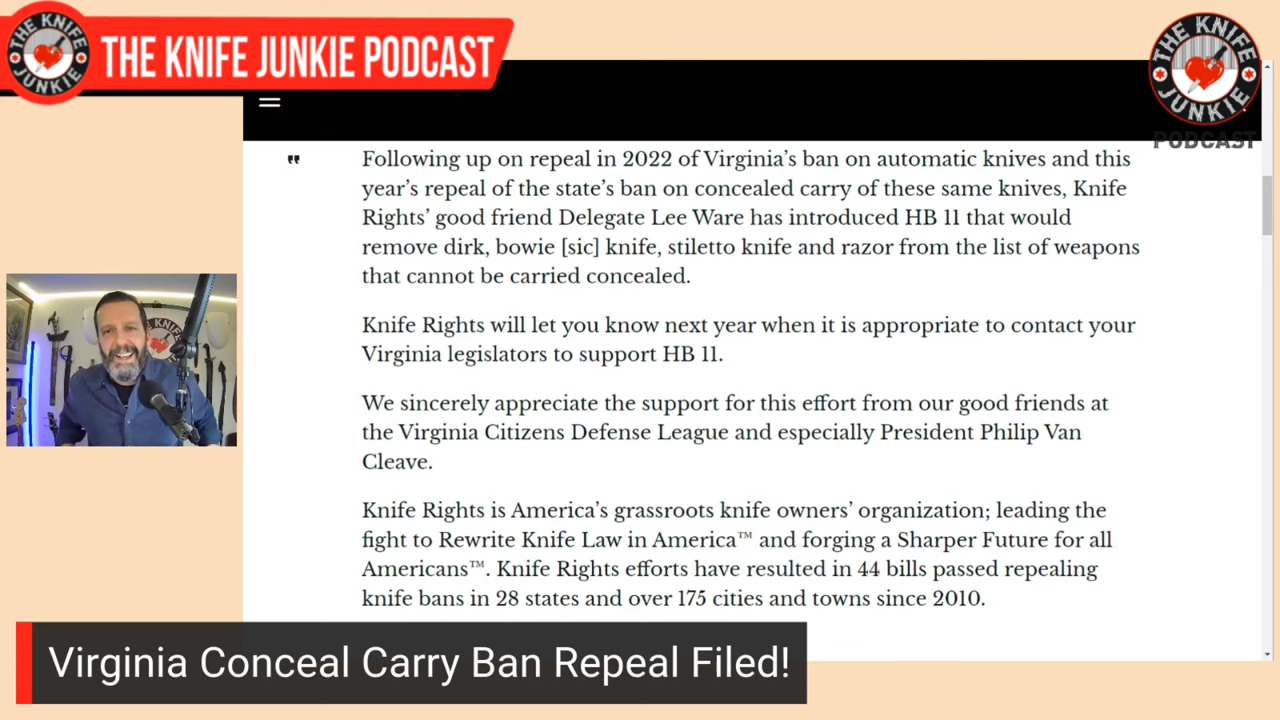 THE KNIFE JUNKIE
THE KNIFE JUNKIE PODCAST
THE KNIFE JUNKIE
PODCAST
❞ Following up on repeal in 2022 of Virginia’s ban on automatic knives and this
year’s repeal of the state’s ban on concealed carry of these same knives, Knife
Rights’ good friend Delegate Lee Ware has introduced HB 11 that would
remove dirk, bowie [sic] knife, stiletto knife and razor from the list of weapons
that cannot be carried concealed.
Knife Rights will let you know next year when it is appropriate to contact your
Virginia legislators to support HB 11.
We sincerely appreciate the support for this effort from our good friends at
the Virginia Citizens Defense League and especially President Philip Van
Cleave.
Knife Rights is America’s grassroots knife owners’ organization; leading the
fight to Rewrite Knife Law in America™ and forging a Sharper Future for all
Americans™. Knife Rights efforts have resulted in 44 bills passed repealing
knife bans in 28 states and over 175 cities and towns since 2010.
Virginia Conceal Carry Ban Repeal Filed!